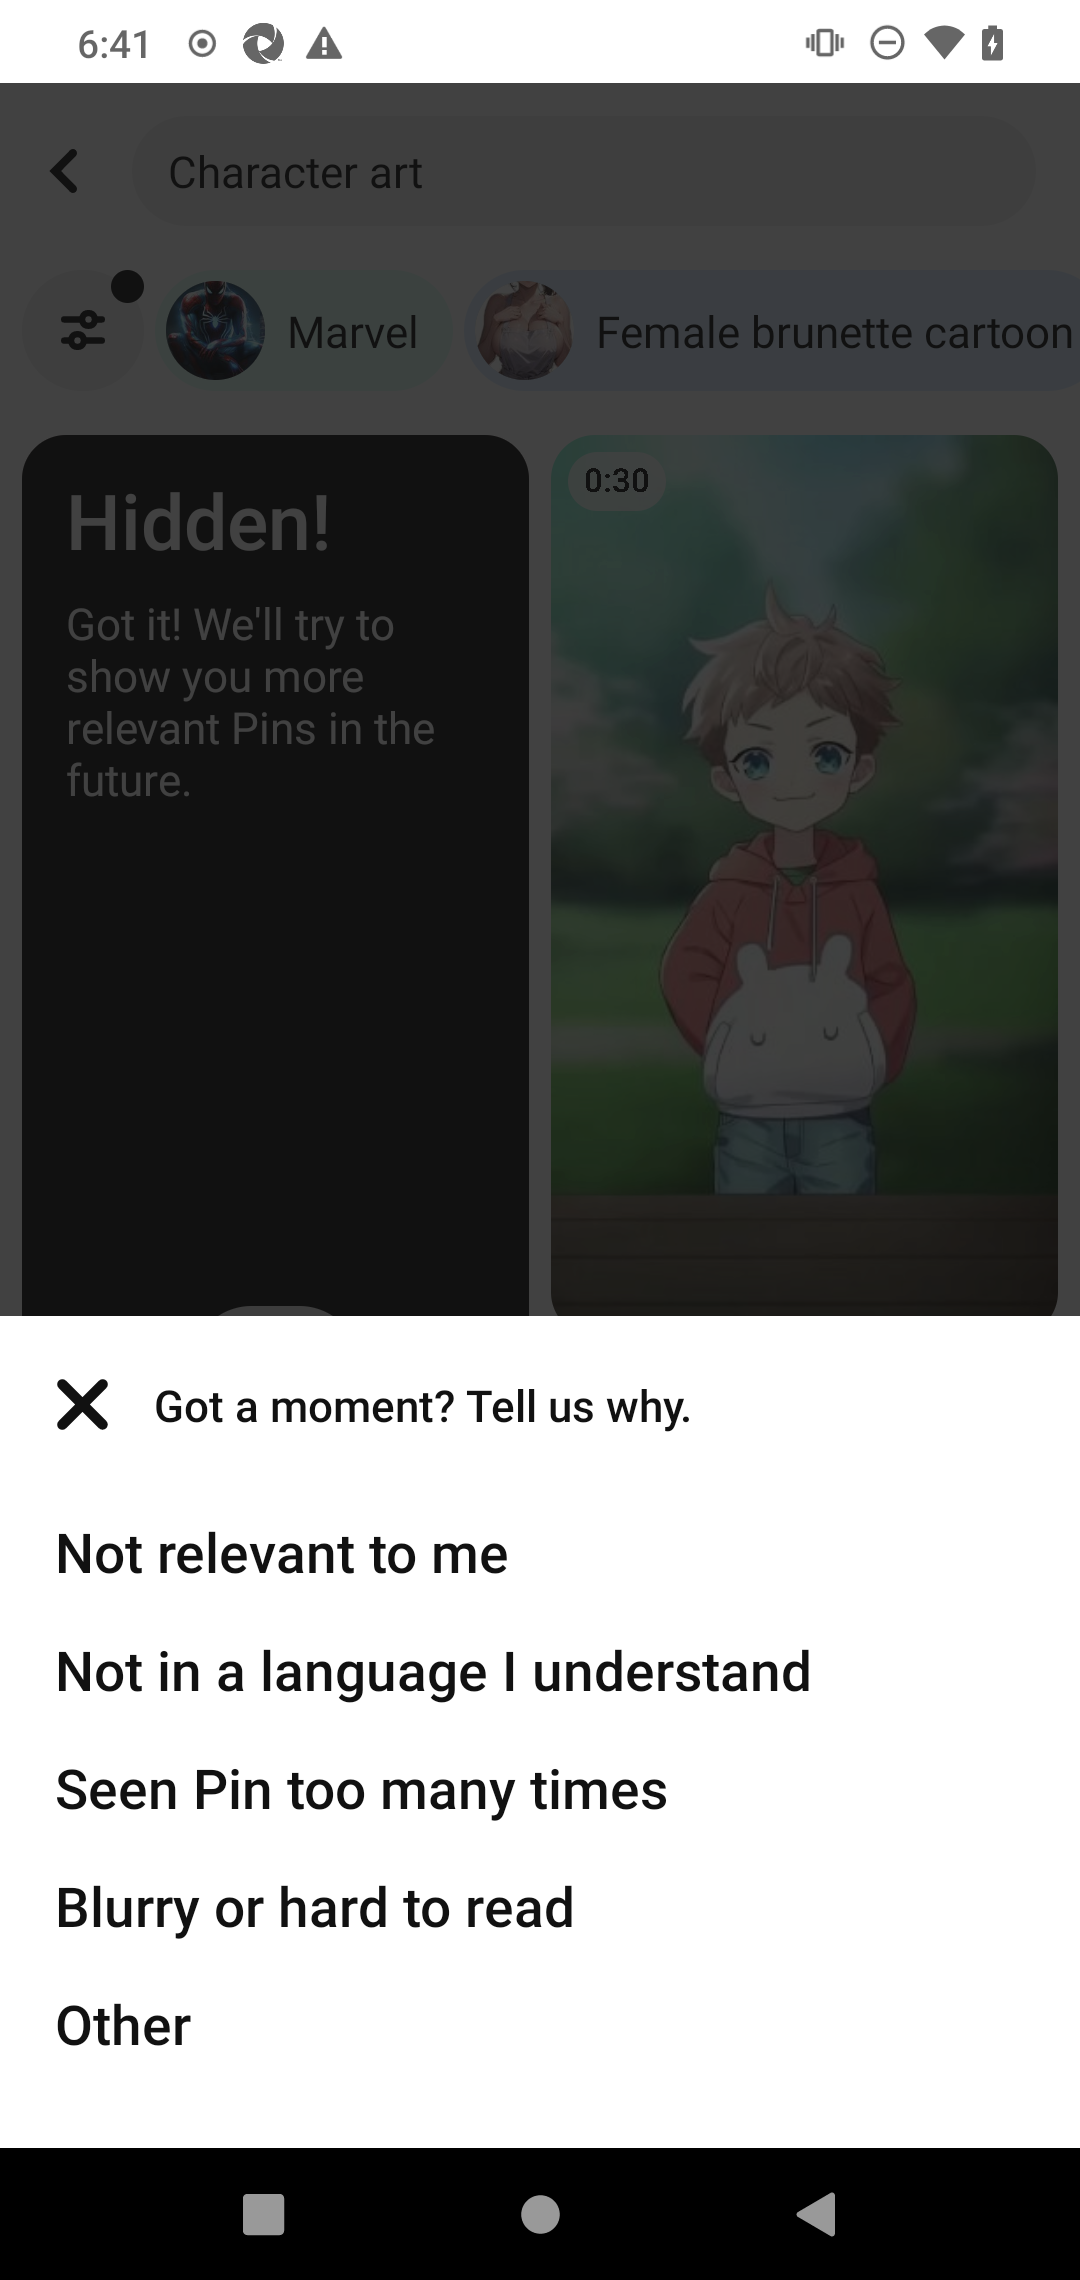 6:41
Character art
Marvel
Female brunette cartoon
Hidden!
Got it! We'll try to
show you more
relevant Pins in the
future.
0:30
Got a moment? Tell us why.
Not relevant to me
Not in a language I understand
Seen Pin too many times
Blurry or hard to read
Other